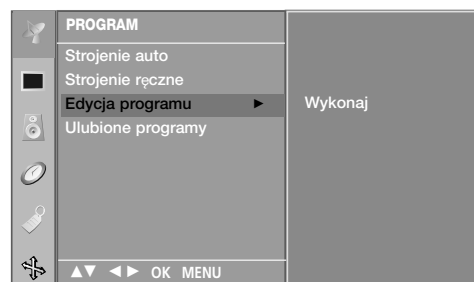 PROGRAM
Strojenie auto
Strojenie ręczne
Edycja programu ►
Wykonaj
Ulubione programy
▲▼ ◄► OK MENU